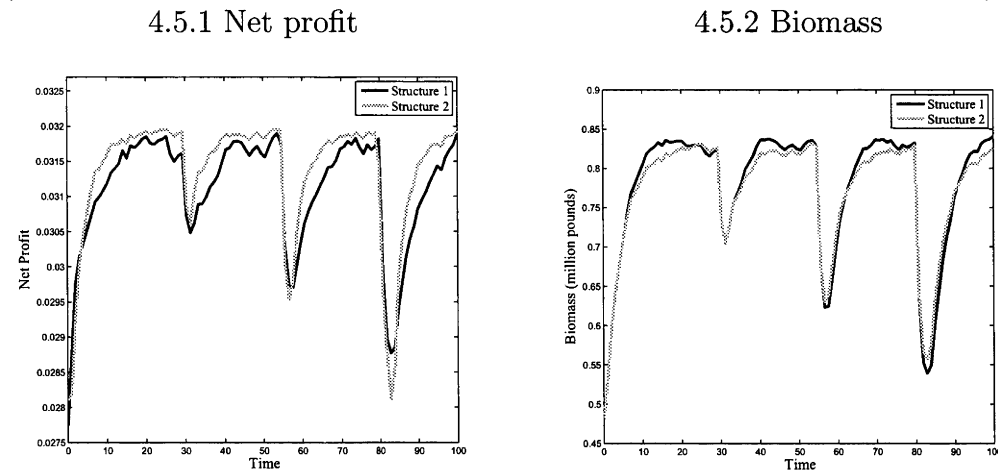 4.5.1 Net profit
4.5.2 Biomass
0.0325
0.032
0.0315
0.031
0.0305
0.03
0.0295
0.029
0.0285
0.028
0.0275
Net Profit
Structure 1
Structure 2
0 10 20 30 40 50 60 70 80 90 100
Time
0.9
0.85
0.8
0.75
0.7
0.65
0.6
0.55
0.5
0.45
Biomass (million pounds)
Structure 1
Structure 2
0 10 20 30 40 50 60 70 80 90 100
Time